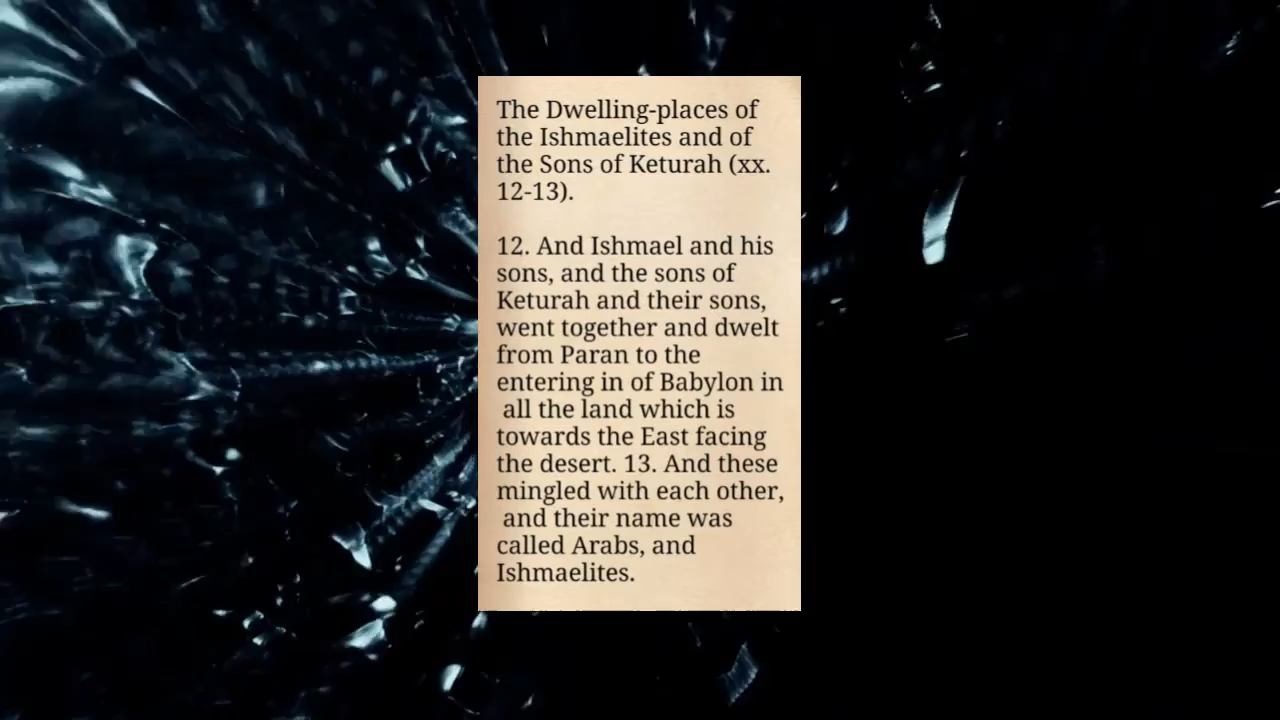 The Dwelling-places of
the Ishmaelites and of
the Sons of Keturah (xx.
12-13).

12. And Ishmael and his
sons, and the sons of
Keturah and their sons,
went together and dwelt
from Paran to the
entering in of Babylon in
all the land which is
towards the East facing
the desert. 13. And these
mingled with each other,
and their name was
called Arabs, and
Ishmaelites.